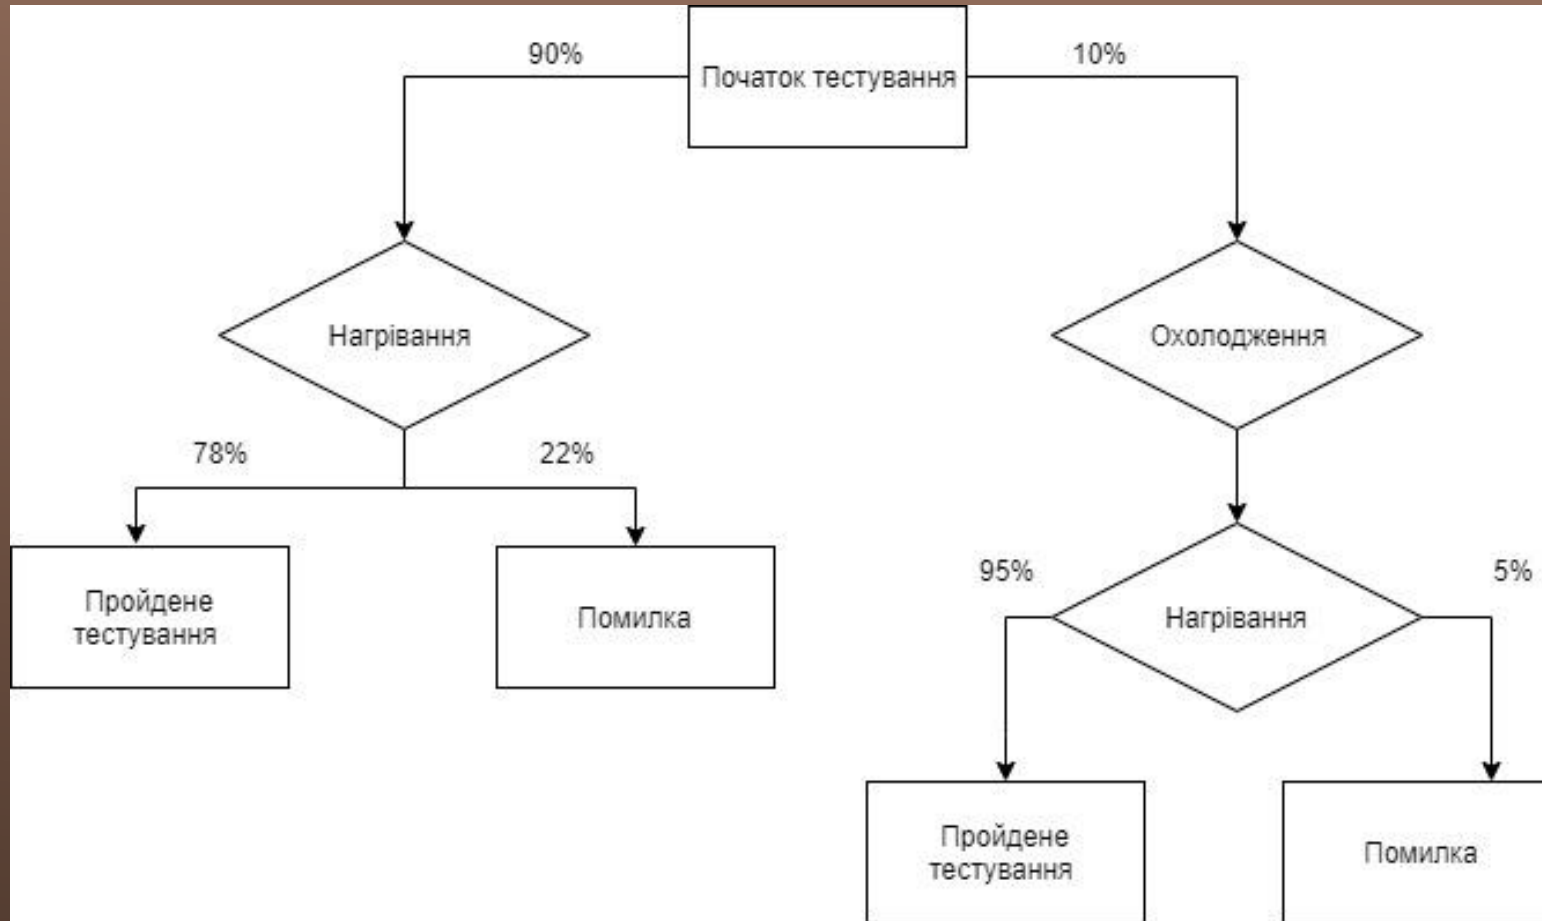 90%
Початок тестування
10%
Нагрівання
Охолодження
78%
22%
Пройдене
тестування
Помилка
95%
Нагрівання
5%
Пройдене
тестування
Помилка